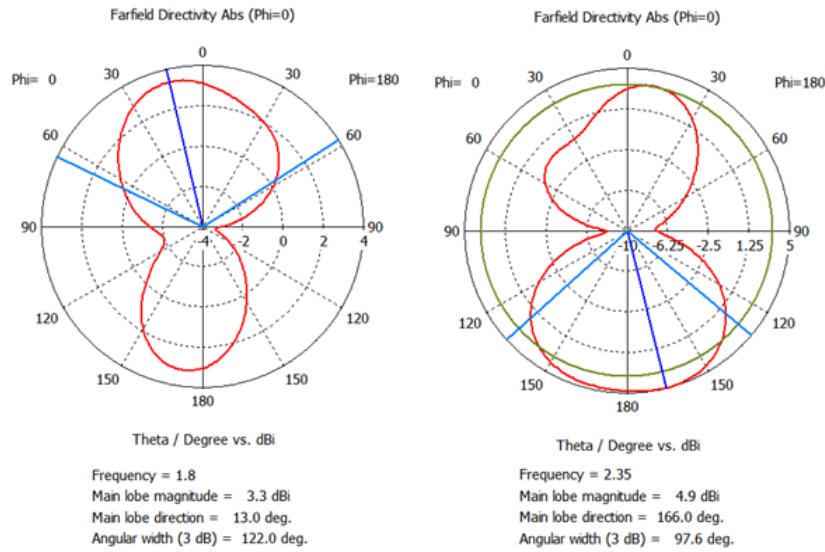 Farfield Directivity Abs (Phi=0)
0
Phi= 0
30
30
Phi=180
60
60
90
-4
-2
0
2
4
90
120
120
150
150
180
Theta / Degree vs. dBi
Frequency = 1.8
Main lobe magnitude = 3.3 dBi
Main lobe direction = 13.0 deg.
Angular width (3 dB) = 122.0 deg.
Farfield Directivity Abs (Phi=0)
0
Phi= 0
30
30
Phi=180
60
60
90
-10
-6.25
-2.5
1.25
5
90
120
120
150
150
180
Theta / Degree vs. dBi
Frequency = 2.35
Main lobe magnitude = 4.9 dBi
Main lobe direction = 166.0 deg.
Angular width (3 dB) = 97.6 deg.